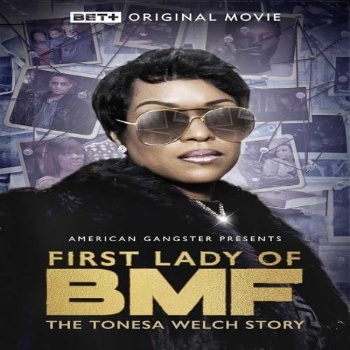 BET+ ORIGINAL MOVIE
AMERICAN GANGSTER PRESENTS
FIRST LADY OF
BMF
THE TONESA WELCH STORY